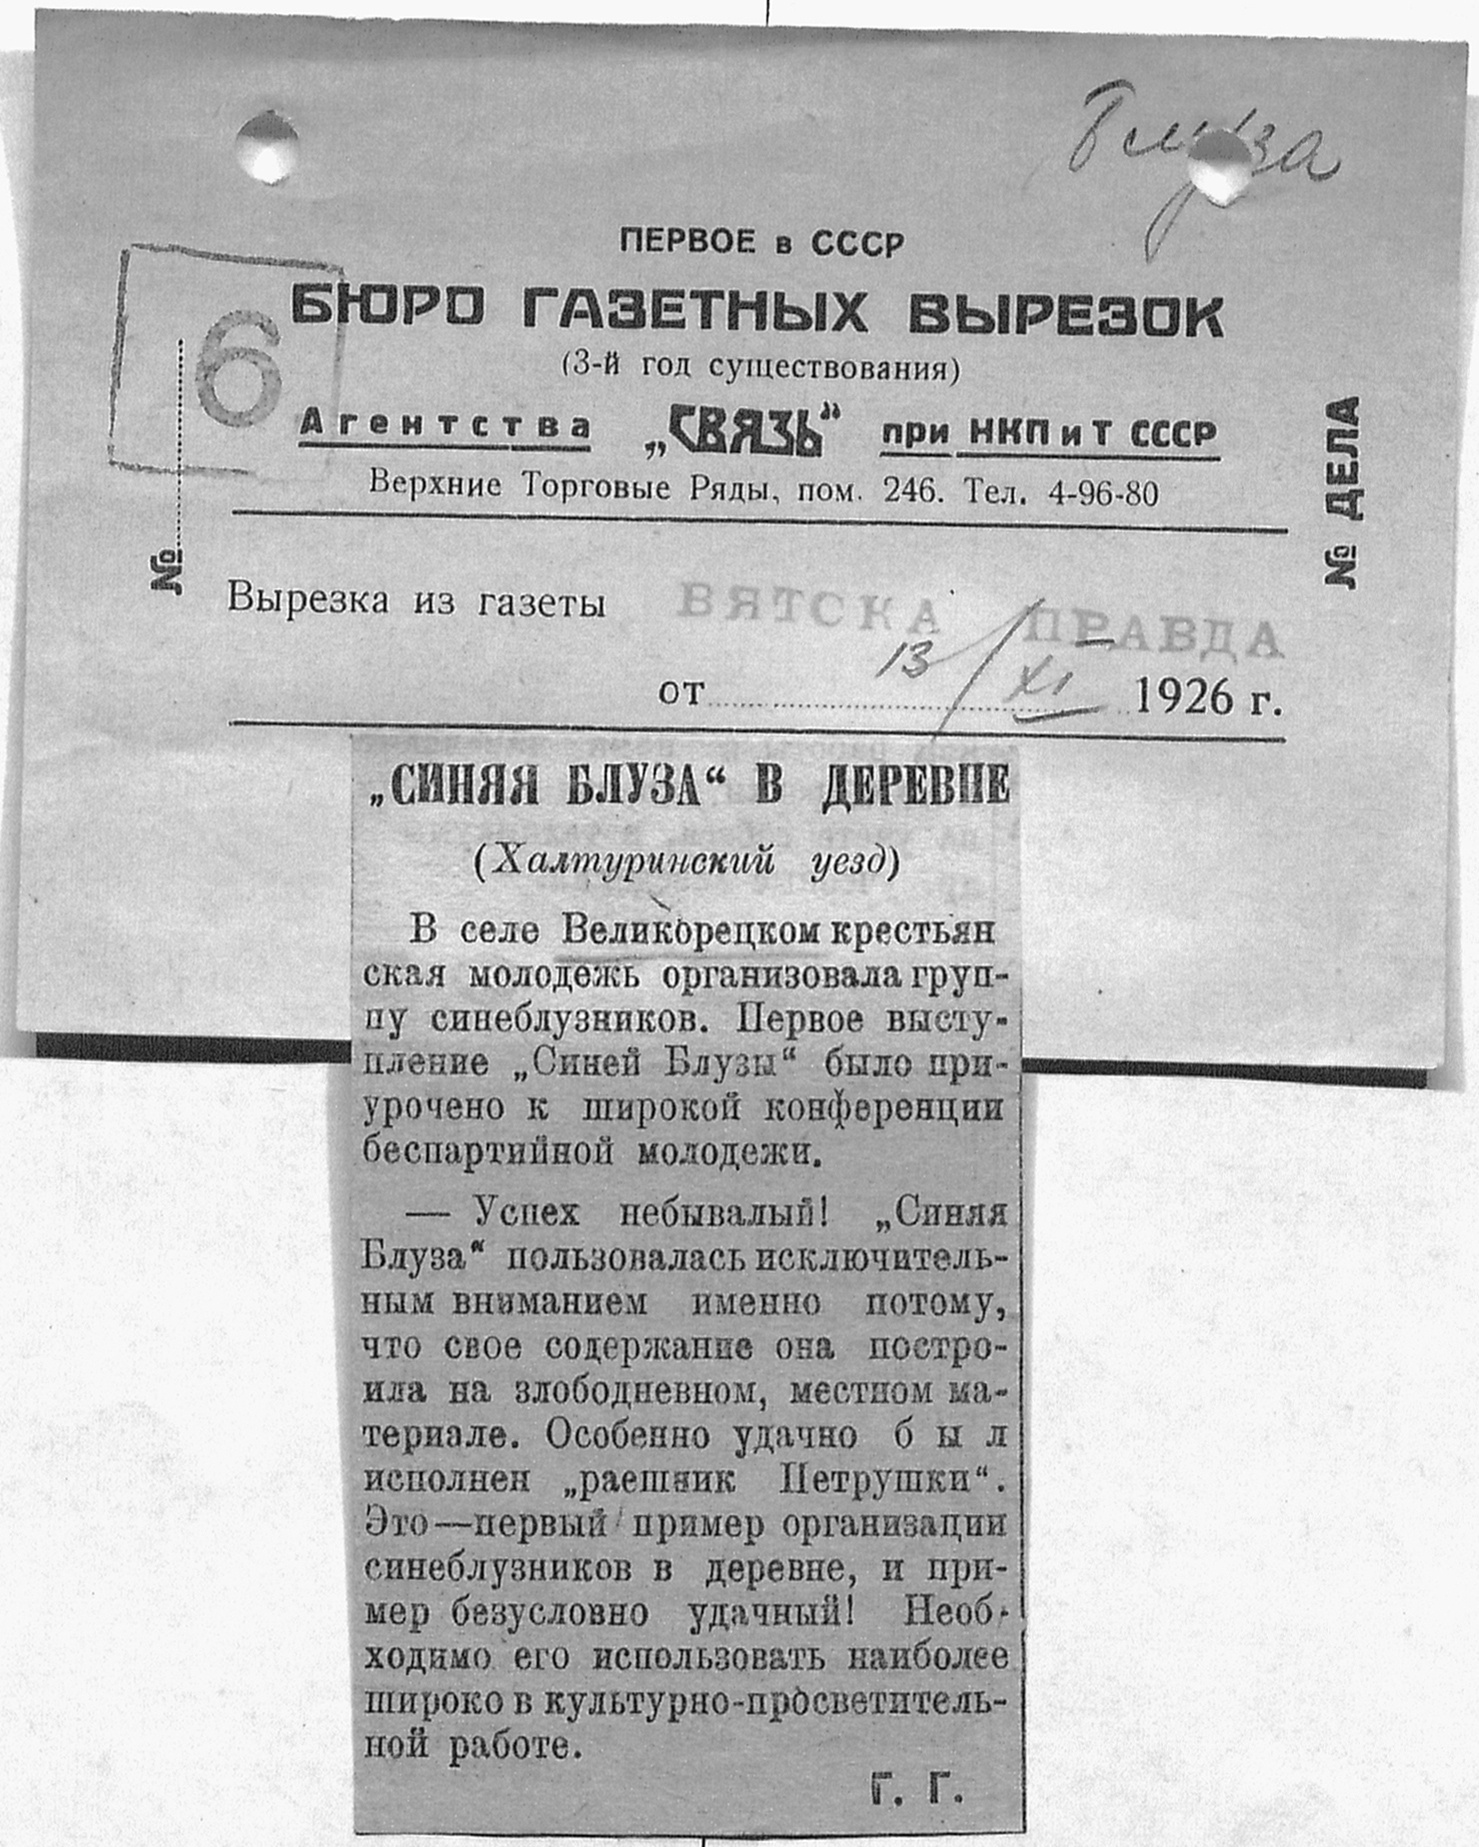 Блуза
ПЕРВОЕ в СССР
БЮРО ГАЗЕТНЫХ ВЫРЕЗОК
(3-й год существования)
6
Агентства „СВЯЗЬ“ при НКПиТ СССР
Верхние Торговые Ряды, пом. 246. Тел. 4-96-80
№
№ ДЕЛА
Вырезка из газеты ВЯТСКА ПРАВДА
от 13/XI 1926 г.
„СИНЯЯ БЛУЗА“ В ДЕРЕВНЕ
(Халтуринский уезд)
В селе Великорецком крестьян
ская молодежь организовала груп-
пу синеблузников. Первое высту-
пление „Синей Блузы“ было при-
урочено к широкой конференции
беспартийной молодежи.
— Успех небывалый! „Синяя
Блуза“ пользовалась исключитель-
ным вниманием именно потому,
что свое содержание она постро-
ила на злободневном, местном ма-
териале. Особенно удачно был
исполнен „раешник Петрушки“.
Это—первый пример организации
синеблузников в деревне, и при-
мер безусловно удачный! Необ-
ходимо его использовать наиболее
широко в культурно-просветитель-
ной работе.
Г. Г.